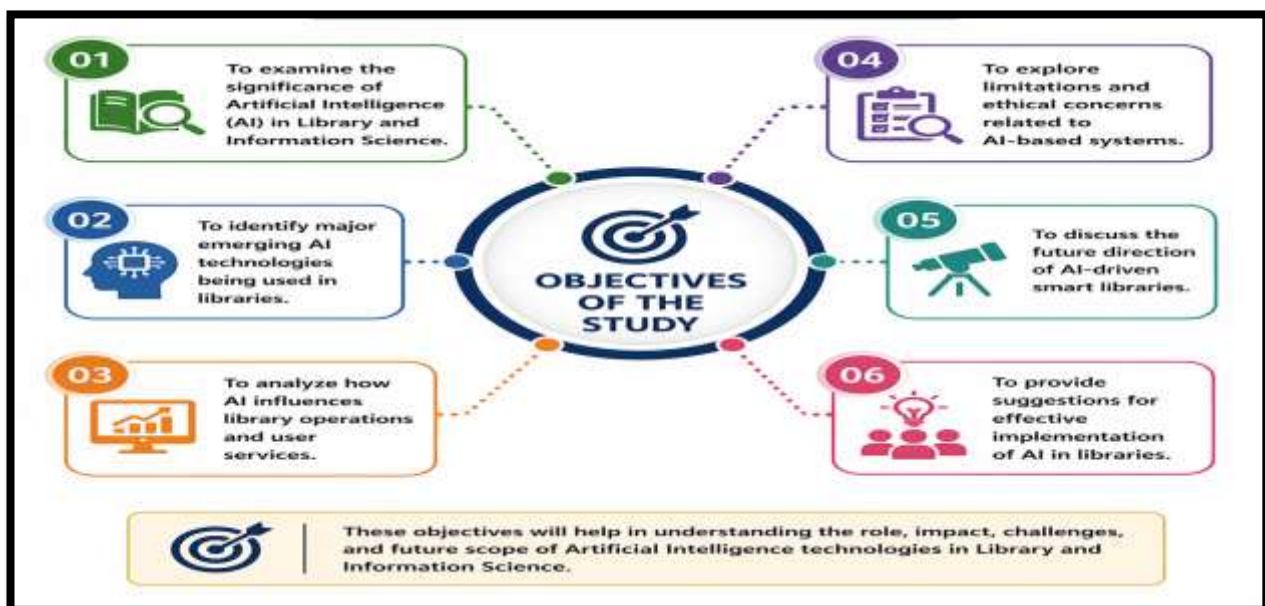 01
To examine the
significance of
Artificial Intelligence
(AI) in Library and
Information Science.
02
To identify major
emerging AI
technologies
being used in
libraries.
03
To analyze how
AI influences
library operations
and user
services.
OBJECTIVES
OF THE
STUDY
04
To explore
limitations and
ethical concerns
related to
AI-based systems.
05
To discuss the
future direction
of AI-driven
smart libraries.
06
To provide
suggestions for
effective
implementation
of AI in libraries.
These objectives will help in understanding the role, impact, challenges,
and future scope of Artificial Intelligence technologies in Library and
Information Science.